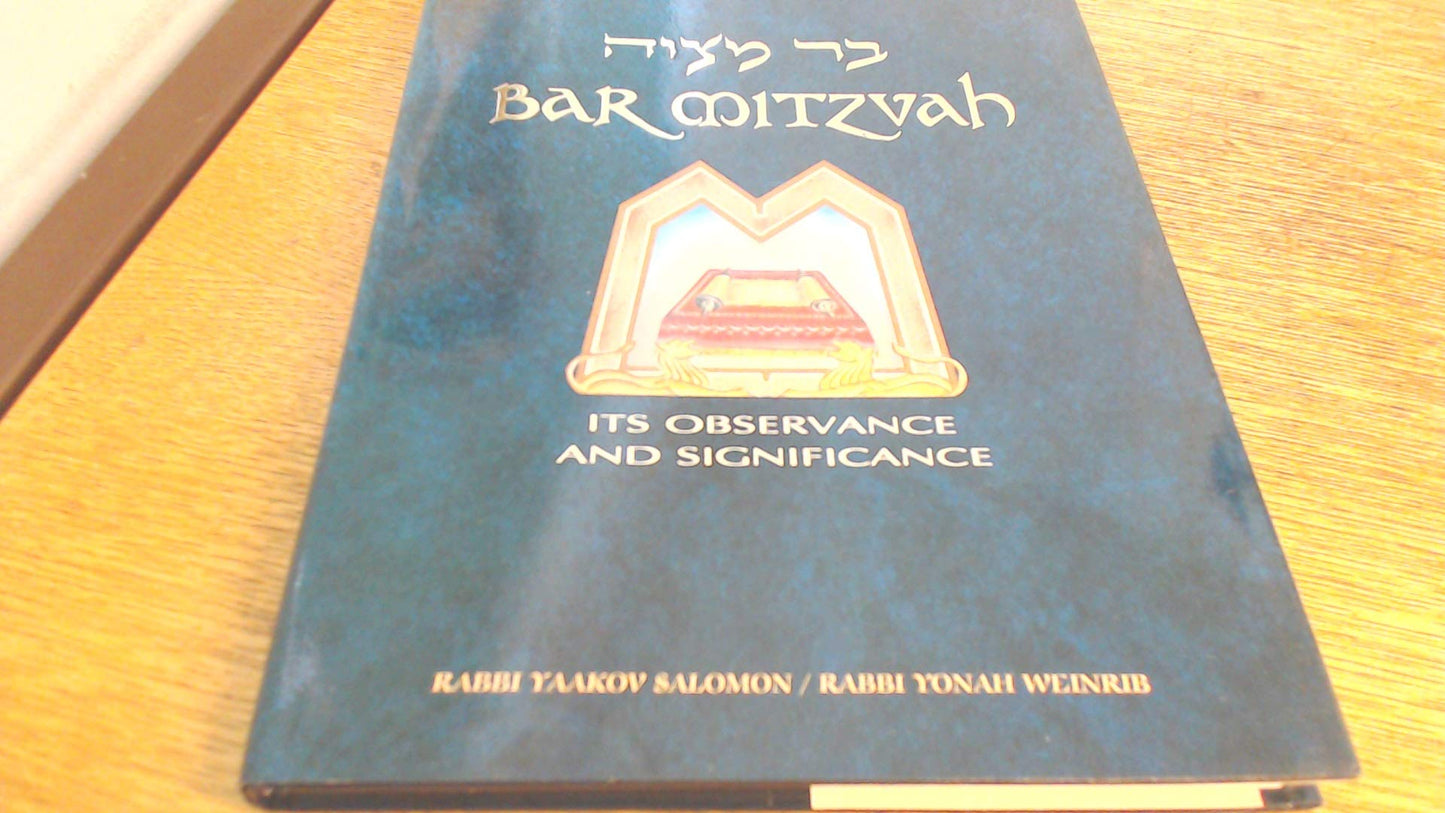 בר מצוה
BAR MITZVAH
ITS OBSERVANCE
AND SIGNIFICANCE
RABBI YAAKOV SALOMON / RABBI YONAH WEINRIB